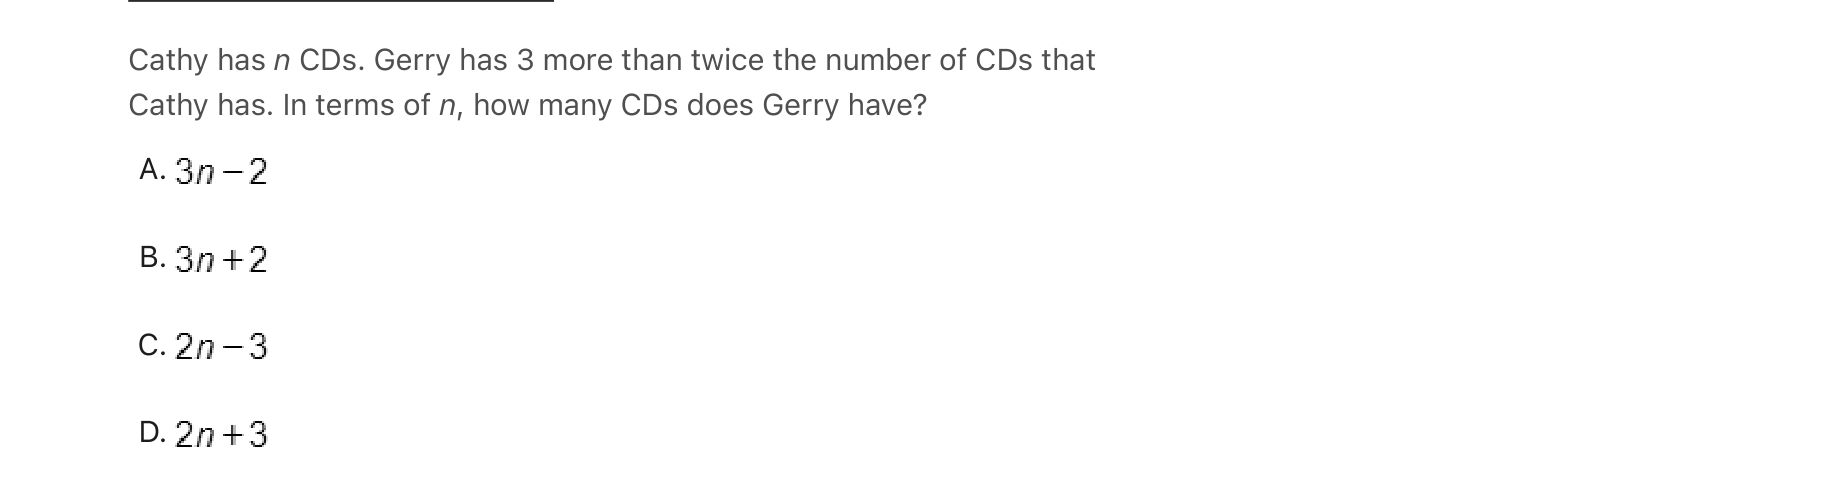 Cathy has n CDs. Gerry has 3 more than twice the number of CDs that
Cathy has. In terms of n, how many CDs does Gerry have?
A. 3n − 2
B. 3n + 2
C. 2n − 3
D. 2n + 3